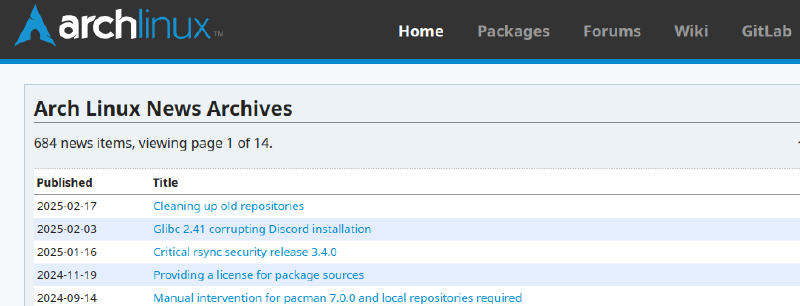 archlinux™
Home Packages Forums Wiki GitLab
Arch Linux News Archives
684 news items, viewing page 1 of 14.
Published Title
2025-02-17 Cleaning up old repositories
2025-02-03 Glibc 2.41 corrupting Discord installation
2025-01-16 Critical rsync security release 3.4.0
2024-11-19 Providing a license for package sources
2024-09-14 Manual intervention for pacman 7.0.0 and local repositories required